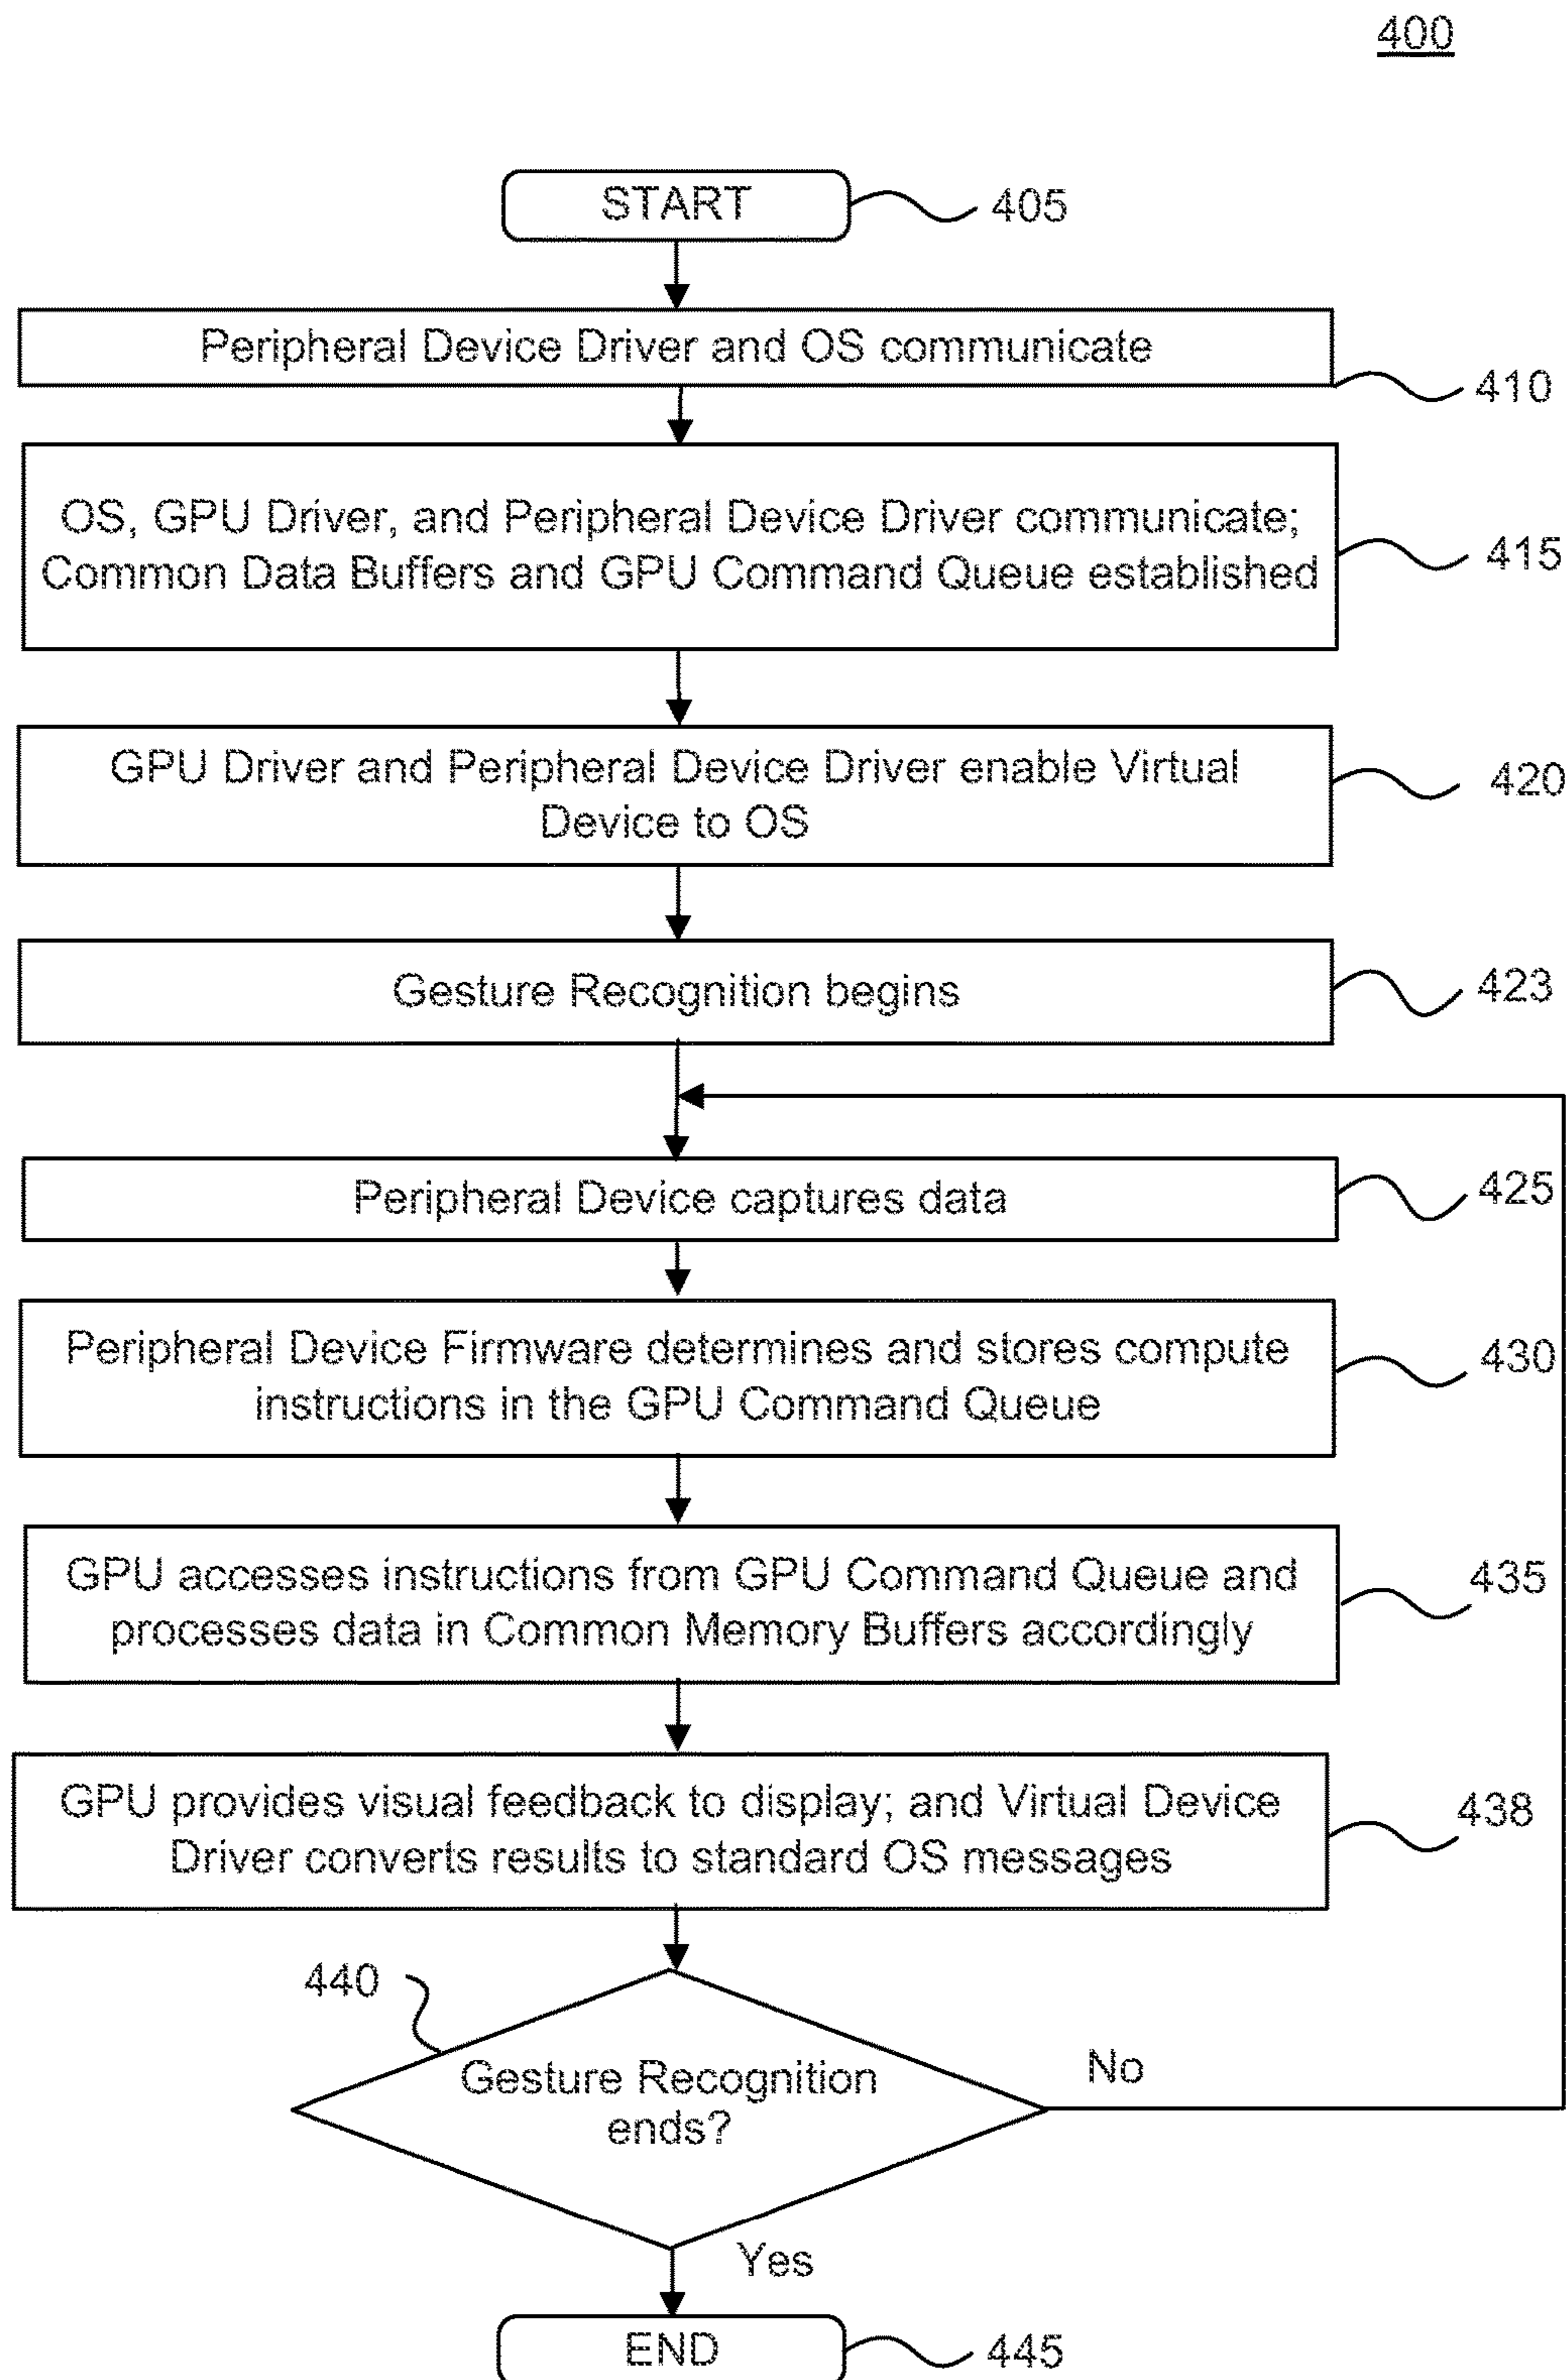 400
START
405
Peripheral Device Driver and OS communicate
410
OS, GPU Driver, and Peripheral Device Driver communicate;
Common Data Buffers and GPU Command Queue established
415
GPU Driver and Peripheral Device Driver enable Virtual
Device to OS
420
Gesture Recognition begins
423
Peripheral Device captures data
425
Peripheral Device Firmware determines and stores compute
instructions in the GPU Command Queue
430
GPU accesses instructions from GPU Command Queue and
processes data in Common Memory Buffers accordingly
435
GPU provides visual feedback to display; and Virtual Device
Driver converts results to standard OS messages
438
440
Gesture Recognition
ends?
No
Yes
END
445